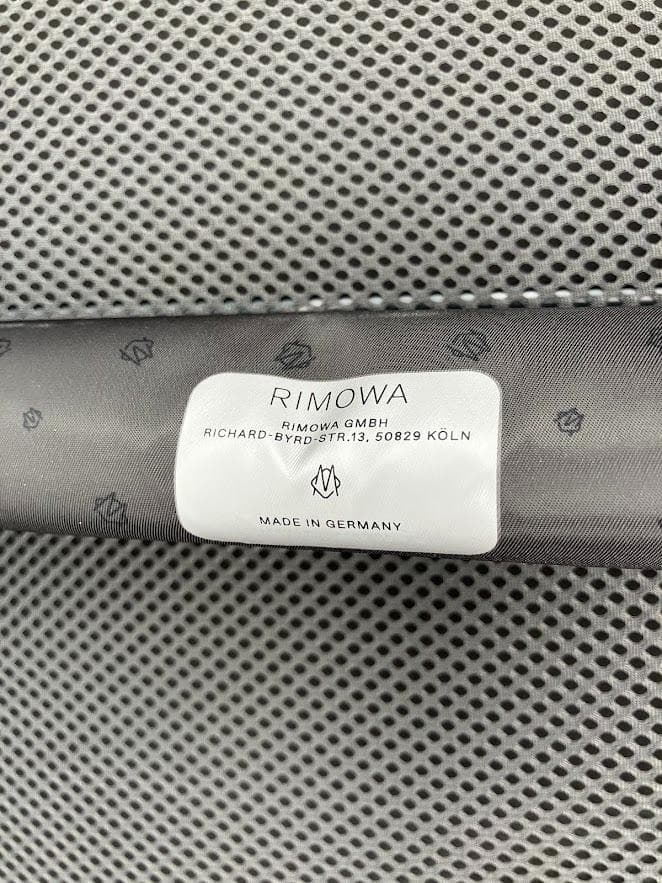 RIMOWA
RIMOWA GMBH
RICHARD-BYRD-STR.13, 50829 KÖLN
MADE IN GERMANY